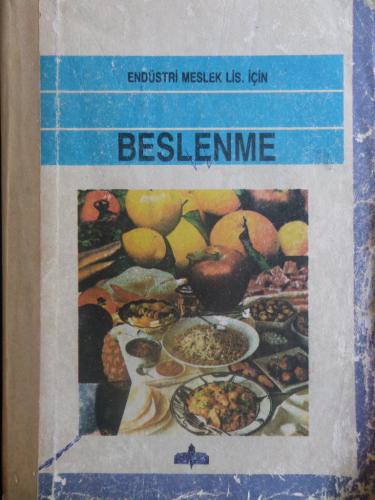 ENDÜSTRİ MESLEK LİS. İÇİN
BESLENME